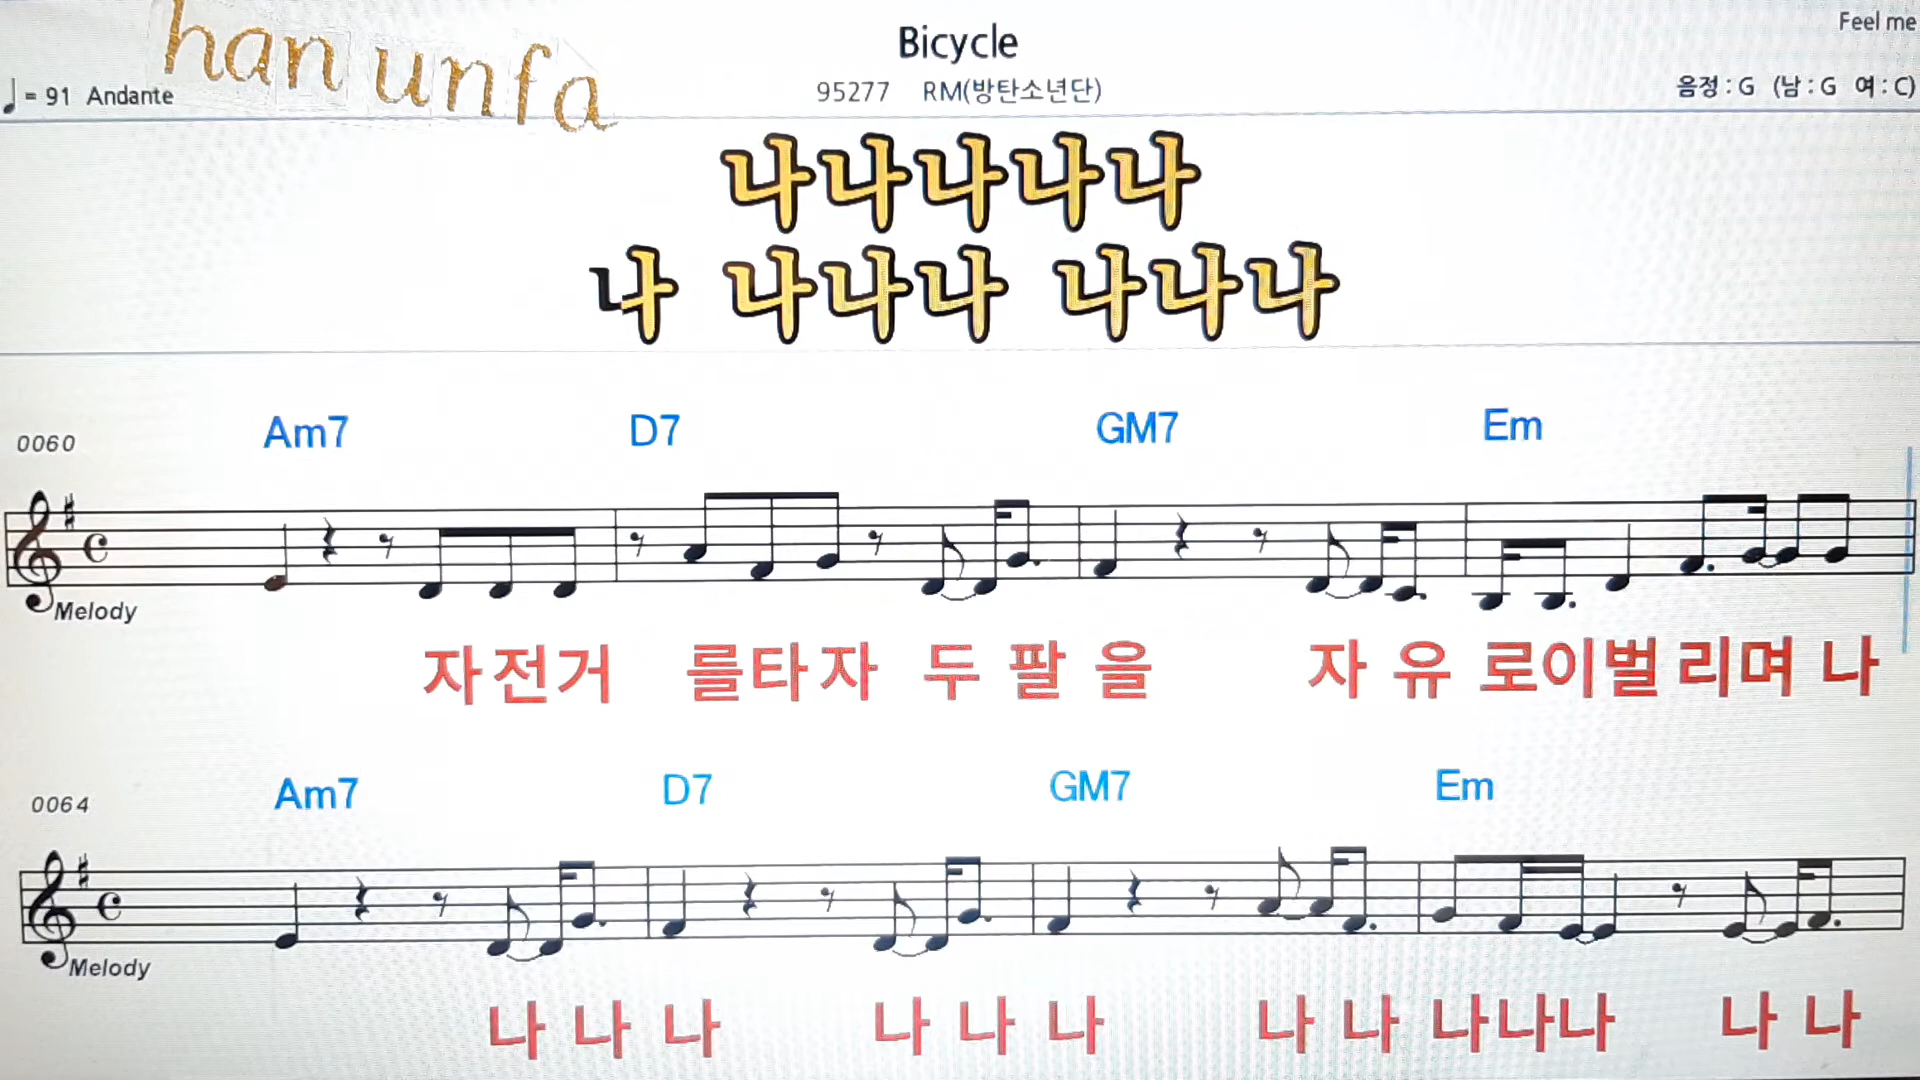 han unfa
Bicycle
Feel me
= 91 Andante
95277 RM(방탄소년단)
음정 : G (남 : G 여 : C)
나나나나나
나 나나나 나나나
0060 Am7 D7 GM7 Em
Melody
자전거 를타자 두 팔 을 자 유 로이벌 리며 나
0064 Am7 D7 GM7 Em
Melody
나 나 나 나 나 나 나 나 나나나 나 나